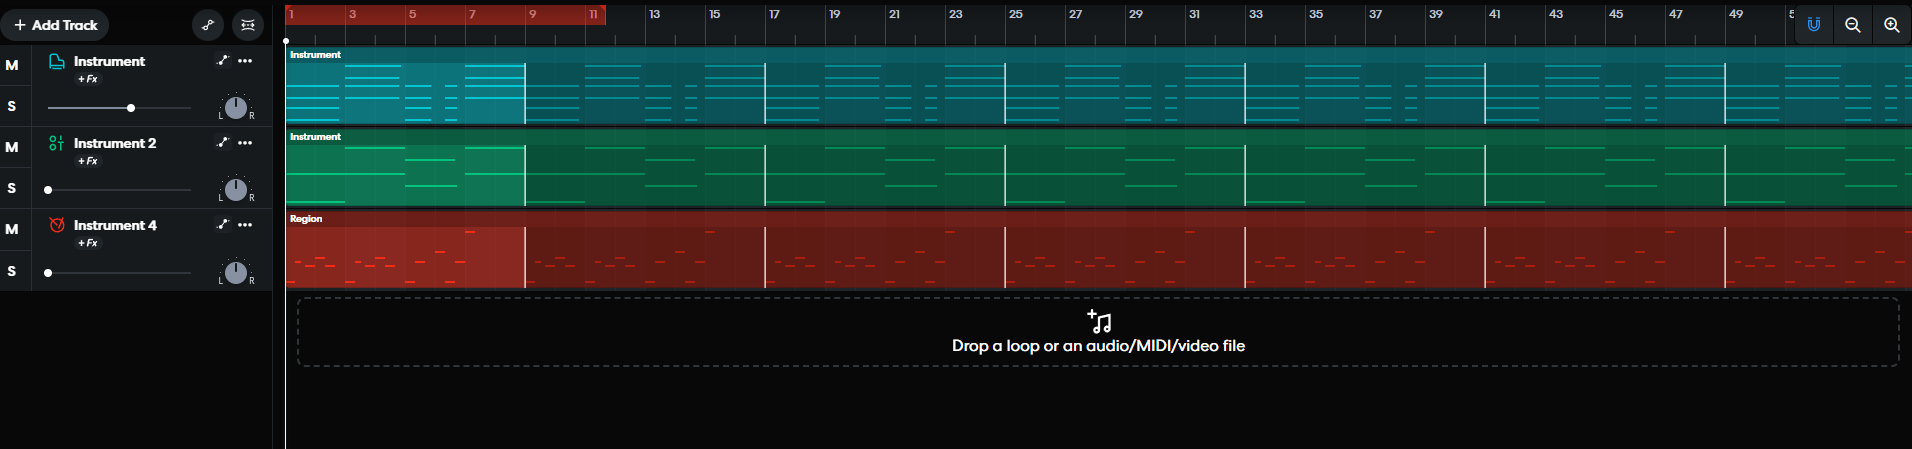 + Add Track
1 3 5 7 9 11 13 15 17 19 21 23 25 27 29 31 33 35 37 39 41 43 45 47 49
M
Instrument
+Fx
S
L R
Instrument
M
Instrument 2
+Fx
S
L R
Instrument
M
Instrument 4
+Fx
S
L R
Region
Drop a loop or an audio/MIDI/video file